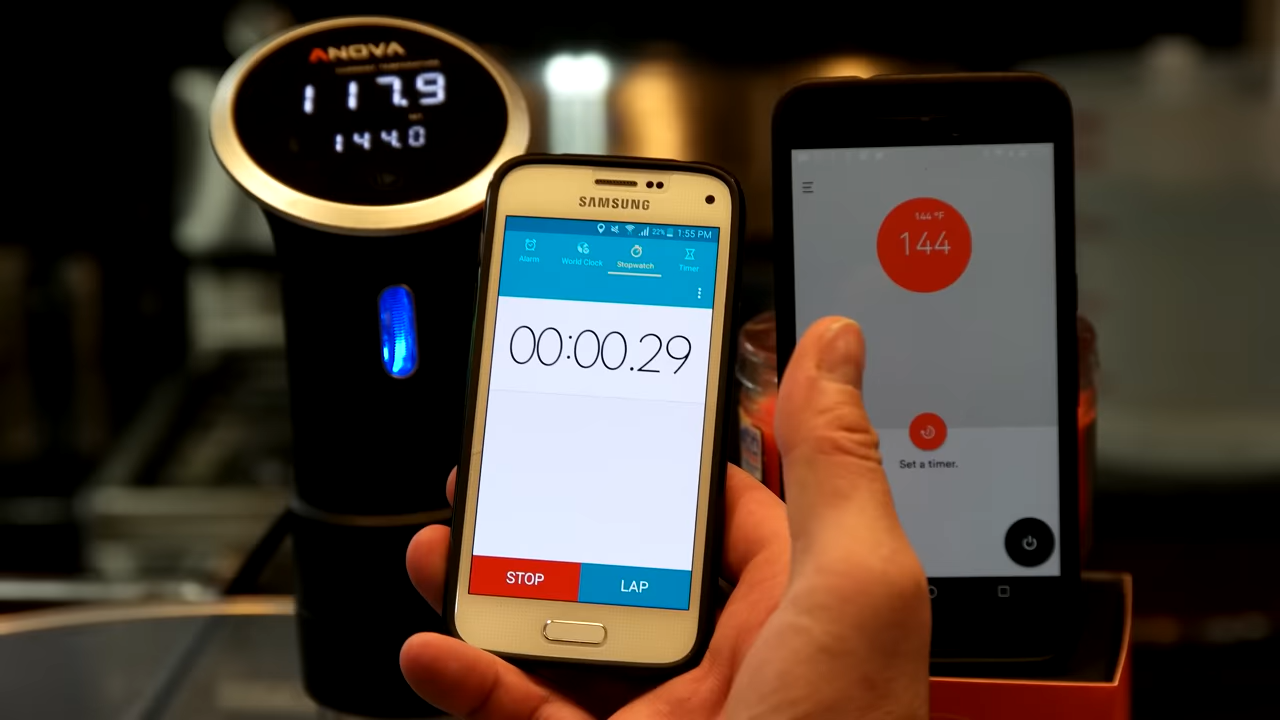 ANOVA
117.9
144.0
SAMSUNG
22% 1:55 PM
Alarm
World Clock
Stopwatch
Timer
00:00.29
STOP
LAP
144 °F
144
Set a timer.